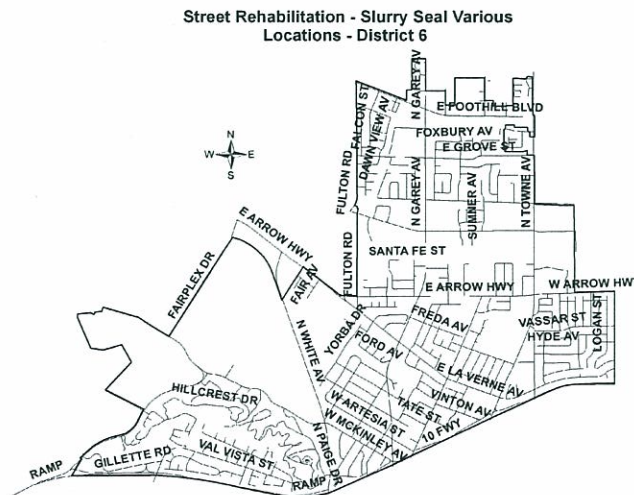 Street Rehabilitation - Slurry Seal Various
Locations - District 6
N GAREY AV
E FOOTHILL BLVD
FALCON ST
DAWN VIEW AV
FOXBURY AV
E GROVE ST
N
W E
S
FULTON RD
N GAREY AV
SUMNER AV
N TOWNE AV
E ARROW HWY
FULTON RD
SANTA FE ST
FAIRPLEX DR
FAIR AV
E ARROW HWY
W ARROW HW
N WHITE AV
YORBA DR
FREDA AV
VASSAR ST
LOGAN ST
FORD AV
HYDE AV
E LA VERNE AV
HILLCREST DR
W ARTESIA ST
TATE ST
VINTON AV
W MCKINLEY AV
10 FWY
N PAIGE DR
VAL VISTA ST
GILLETTE RD
RAMP
RAMP